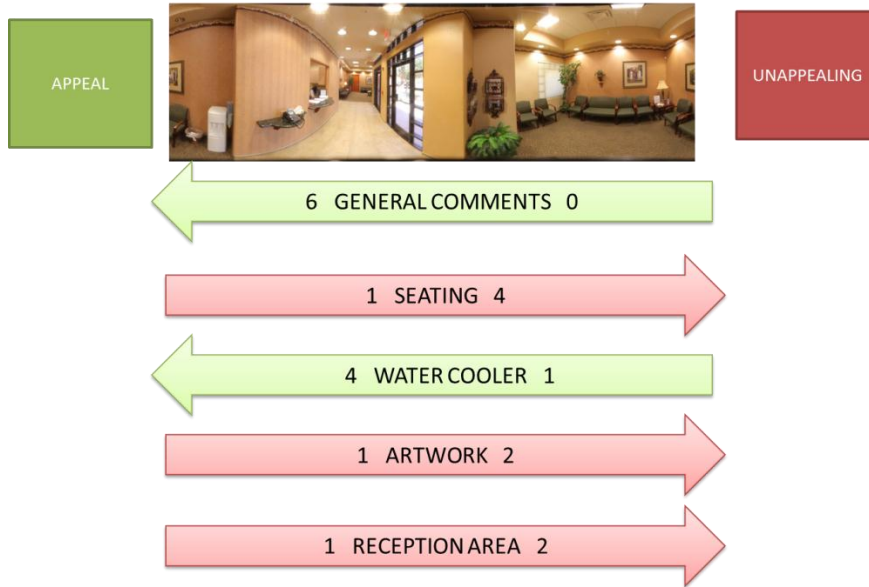 APPEAL
UNAPPEALING
6 GENERAL COMMENTS 0
1 SEATING 4
4 WATER COOLER 1
1 ARTWORK 2
1 RECEPTION AREA 2